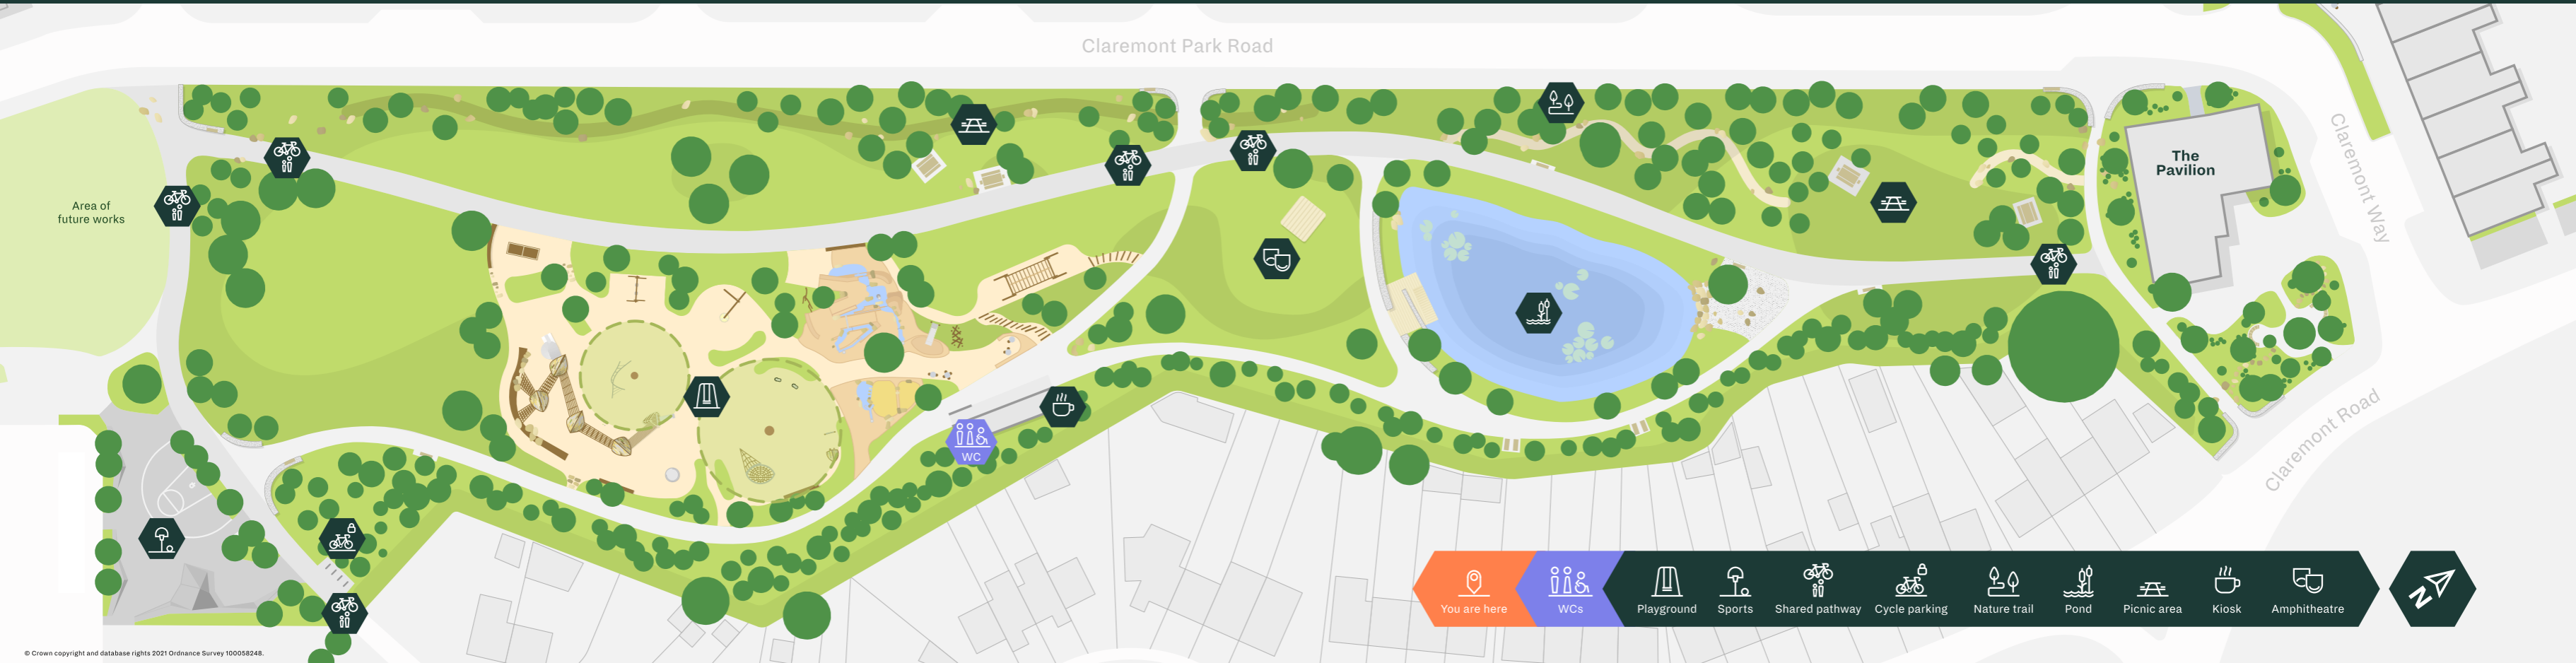 Claremont Park Road
The
Pavilion
Claremont Way
Area of
future works
WC
Claremont Road
You are here
WCs
Playground
Sports
Shared pathway
Cycle parking
Nature trail
Pond
Picnic area
Kiosk
Amphitheatre
N
© Crown copyright and database rights 2021 Ordnance Survey 100058248.